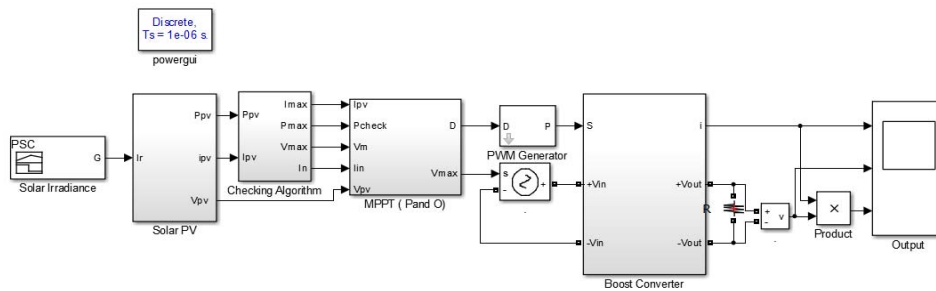 Discrete,
Ts = 1e-06 s.
powergui
PSC
G
Solar Irradiance
Ir
Ppv
ipv
Vpv
Solar PV
Ppv
Ipv
Imax
Pmax
Vmax
In
Checking Algorithm
Ipv
Pcheck
Vm
Iin
Vpv
D
Vmax
MPPT ( Pand O)
D
P
PWM Generator
s
-
+
S
+Vin
-Vin
i
+Vout
-Vout
Boost Converter
R
+
-
v
×
Product
Output